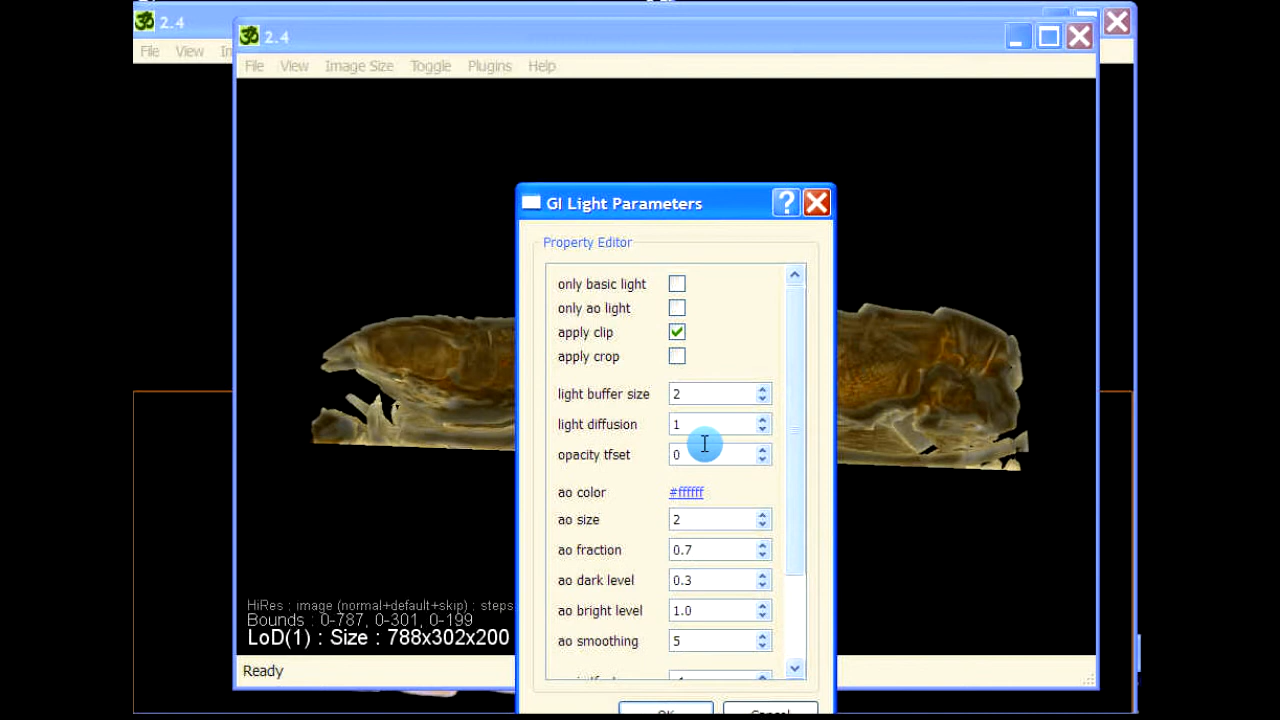 2.4
File View In
2.4
File View Image Size Toggle Plugins Help
GI Light Parameters
Property Editor
only basic light
only ao light
apply clip
apply crop
light buffer size 2
light diffusion 1
opacity tfset 0
ao color #ffffff
ao size 2
ao fraction 0.7
ao dark level 0.3
ao bright level 1.0
ao smoothing 5
HiRes : image (normal+default+skip) : steps
Bounds : 0-787, 0-301, 0-199
LoD(1) : Size : 788x302x200
Ready
OK Cancel